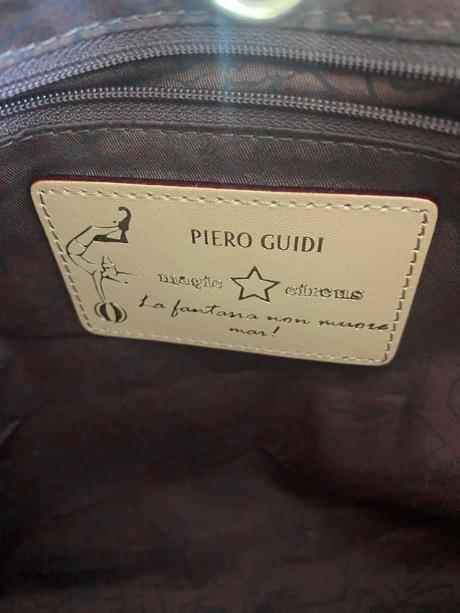 PIERO GUIDI
magic circus
La fantasia non muore
mai!